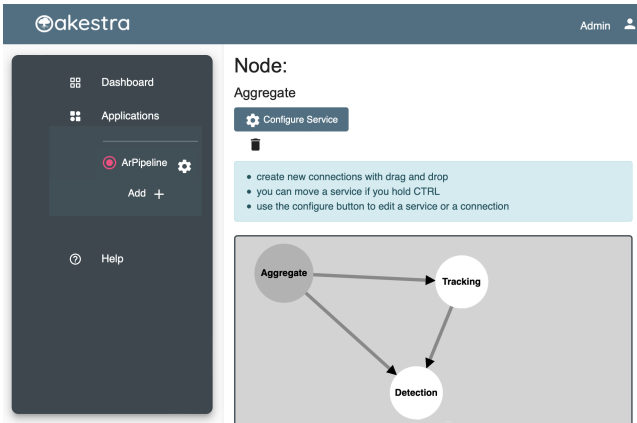 Oakestra
Admin
Dashboard
Applications
ArPipeline
Add +
Help
Node:
Aggregate
Configure Service
create new connections with drag and drop
you can move a service if you hold CTRL
use the configure button to edit a service or a connection
Aggregate
Tracking
Detection